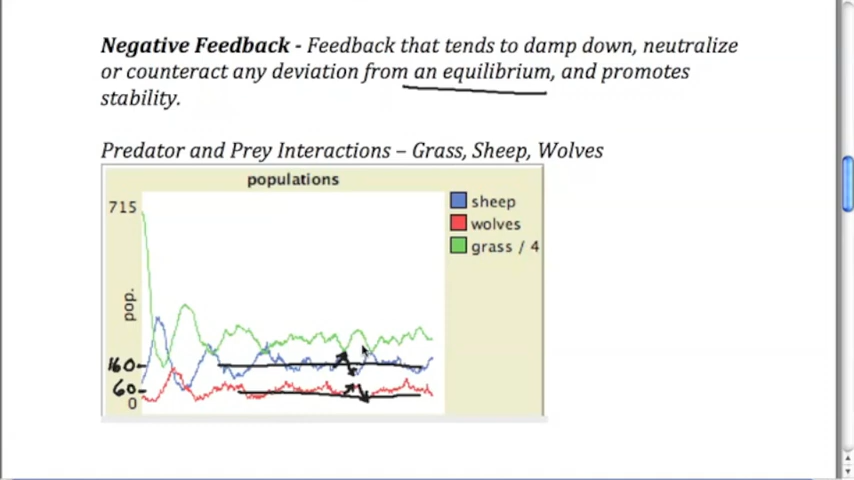 Negative Feedback - Feedback that tends to damp down, neutralize
or counteract any deviation from an equilibrium, and promotes
stability.
Predator and Prey Interactions – Grass, Sheep, Wolves
populations
715
pop.
160
60
0
sheep
wolves
grass / 4